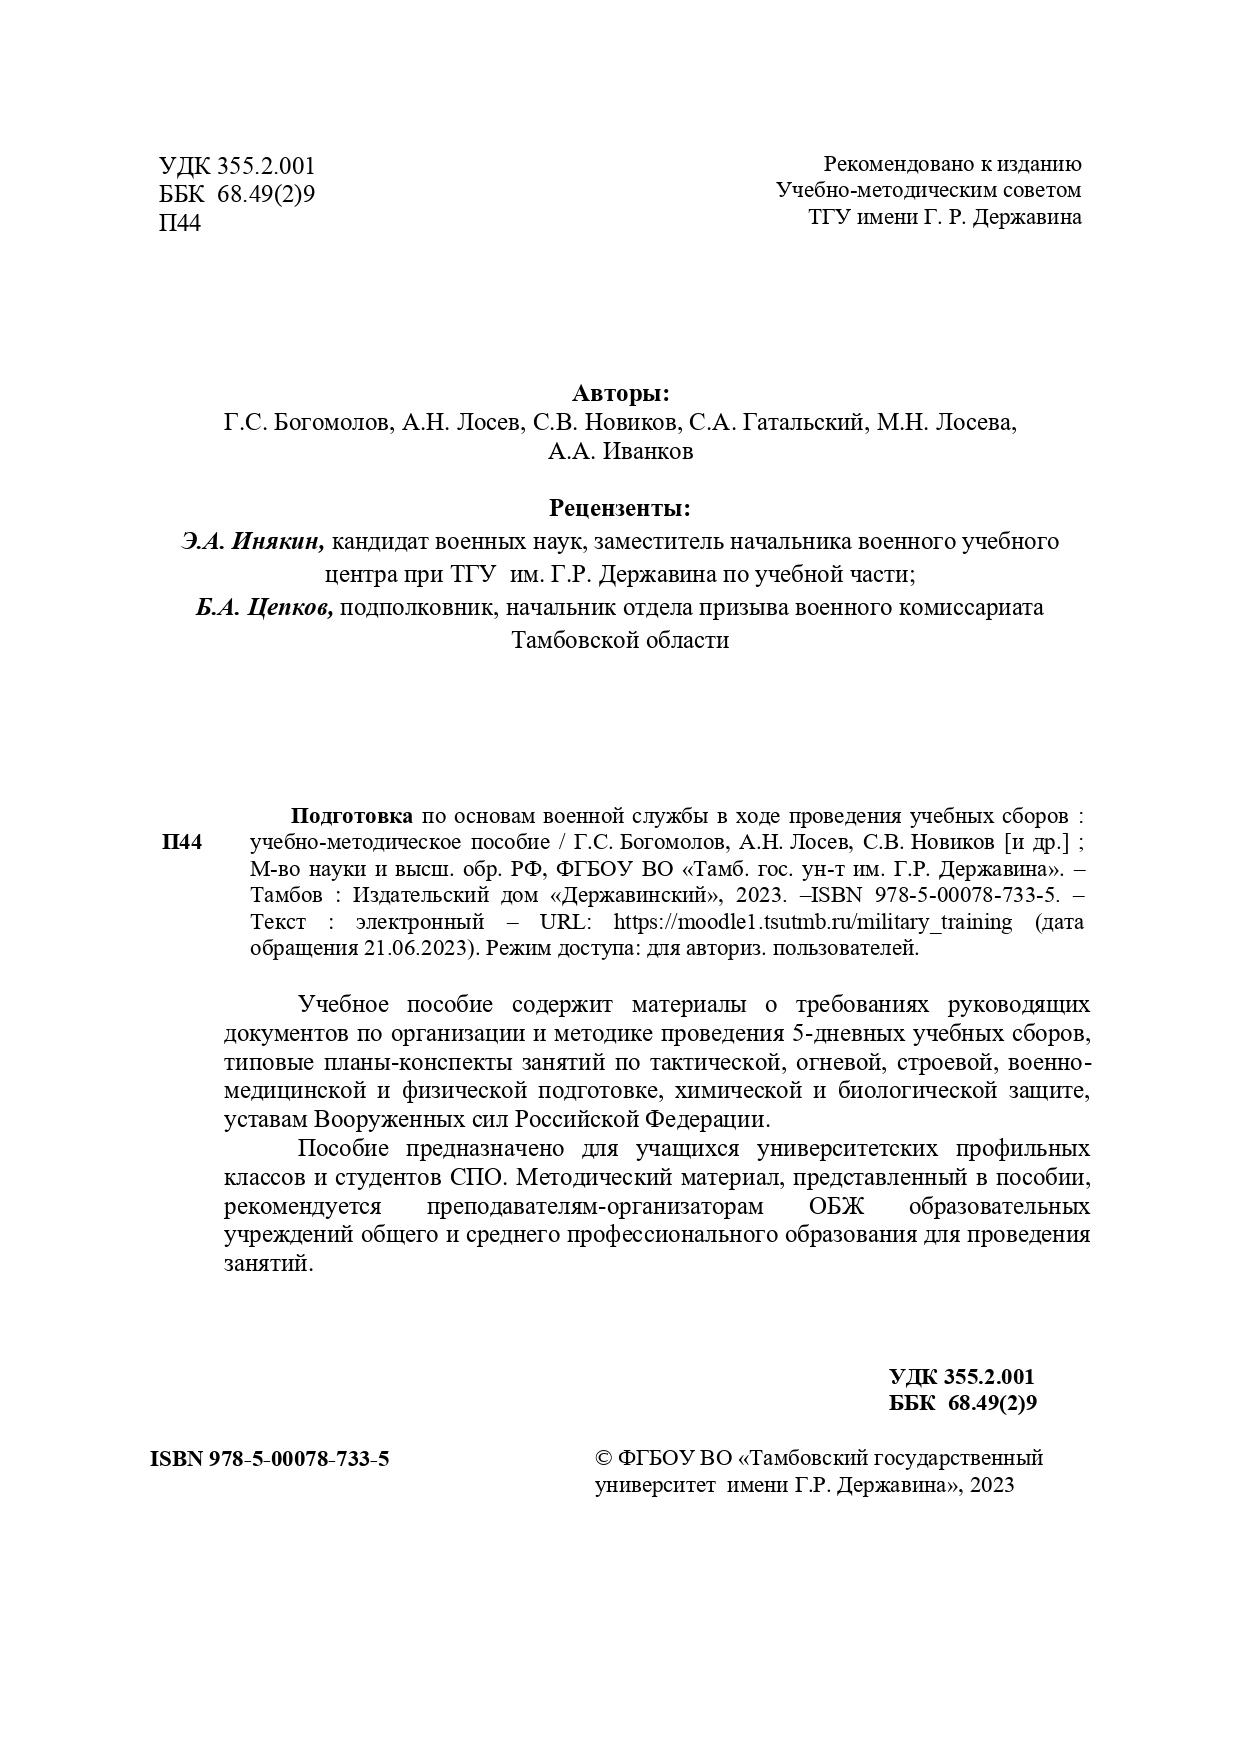 УДК 355.2.001
ББК 68.49(2)9
П44
Рекомендовано к изданию
Учебно-методическим советом
ТГУ имени Г. Р. Державина
Авторы:
Г.С. Богомолов, А.Н. Лосев, С.В. Новиков, С.А. Гатальский, М.Н. Лосева,
А.А. Иванков
Рецензенты:
Э.А. Инякин, кандидат военных наук, заместитель начальника военного учебного
центра при ТГУ им. Г.Р. Державина по учебной части;
Б.А. Цепков, подполковник, начальник отдела призыва военного комиссариата
Тамбовской области
Подготовка по основам военной службы в ходе проведения учебных сборов :
П44 учебно-методическое пособие / Г.С. Богомолов, А.Н. Лосев, С.В. Новиков [и др.] ;
М-во науки и высш. обр. РФ, ФГБОУ ВО «Тамб. гос. ун-т им. Г.Р. Державина». –
Тамбов : Издательский дом «Державинский», 2023. –ISBN 978-5-00078-733-5. –
Текст : электронный – URL: https://moodle1.tsutmb.ru/military_training (дата
обращения 21.06.2023). Режим доступа: для авториз. пользователей.
Учебное пособие содержит материалы о требованиях руководящих
документов по организации и методике проведения 5-дневных учебных сборов,
типовые планы-конспекты занятий по тактической, огневой, строевой, военно-
медицинской и физической подготовке, химической и биологической защите,
уставам Вооруженных сил Российской Федерации.
Пособие предназначено для учащихся университетских профильных
классов и студентов СПО. Методический материал, представленный в пособии,
рекомендуется преподавателям-организаторам ОБЖ образовательных
учреждений общего и среднего профессионального образования для проведения
занятий.
УДК 355.2.001
ББК 68.49(2)9
ISBN 978-5-00078-733-5
© ФГБОУ ВО «Тамбовский государственный
университет имени Г.Р. Державина», 2023